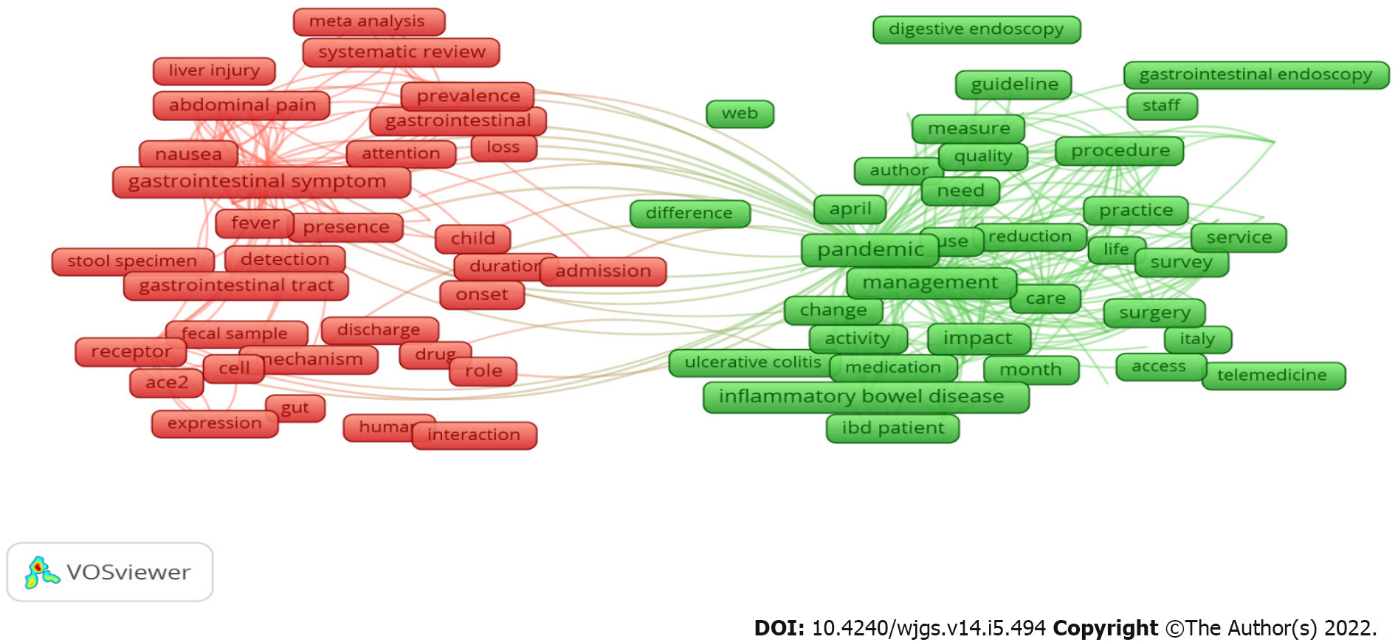 meta analysis
systematic review
liver injury
abdominal pain
prevalence
gastrointestinal
nausea
attention
loss
gastrointestinal symptom
fever
presence
child
stool specimen
detection
duration
admission
gastrointestinal tract
onset
fecal sample
discharge
receptor
mechanism
drug
cell
role
ace2
gut
expression
human
interaction
digestive endoscopy
gastrointestinal endoscopy
guideline
staff
web
measure
quality
procedure
author
need
difference
april
practice
pandemic
use
reduction
life
service
survey
management
care
change
surgery
activity
impact
italy
ulcerative colitis
medication
month
access
telemedicine
inflammatory bowel disease
ibd patient
VOSviewer
DOI: 10.4240/wjgs.v14.i5.494 Copyright ©The Author(s) 2022.